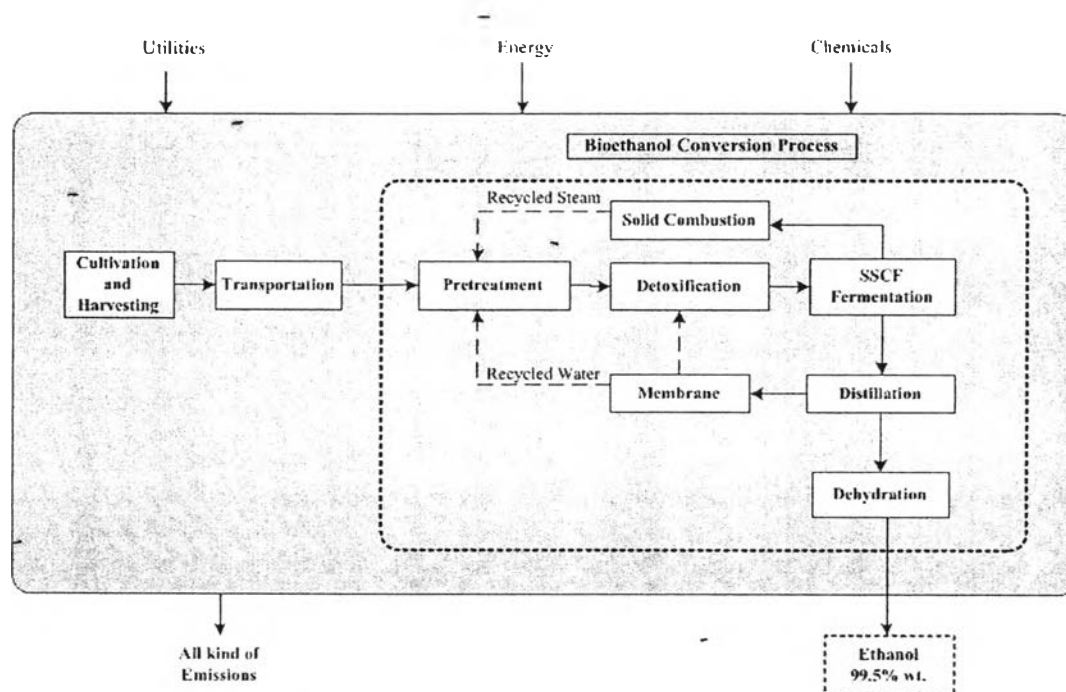 Utilities
Energy
Chemicals
Bioethanol Conversion Process
Recycled Steam
Solid Combustion
Cultivation
and
Harvesting
Transportation
Pretreatment
Detoxification
SSCF
Fermentation
Recycled Water
Membrane
Distillation
Dehydration
All kind of
Emissions
Ethanol
99.5% wt.